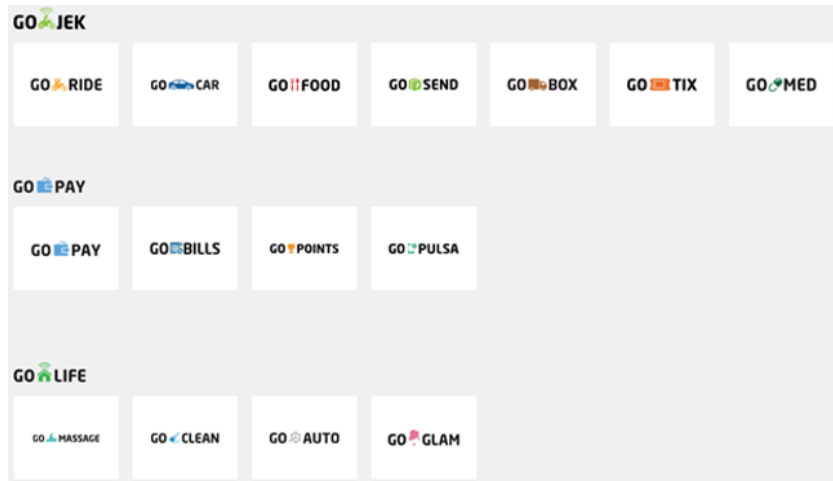 GO JEK
GO RIDE GO CAR GO FOOD GO SEND GO BOX GO TIX GO MED
GO PAY
GO PAY GO BILLS GO POINTS GO PULSA
GO LIFE
GO MASSAGE GO CLEAN GO AUTO GO GLAM